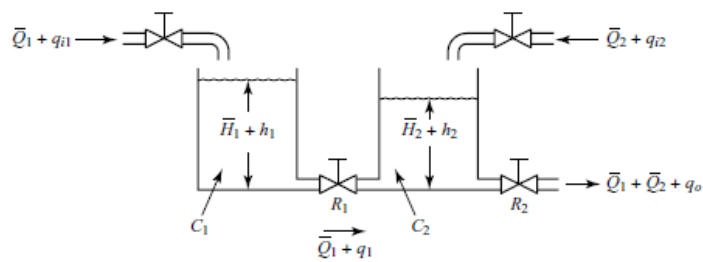 Q̄₁ + qᵢ₁
Q̄₂ + qᵢ₂
H̄₁ + h₁
H̄₂ + h₂
Q̄₁ + Q̄₂ + qₒ
R₁
R₂
C₁
C₂
Q̄₁ + q₁